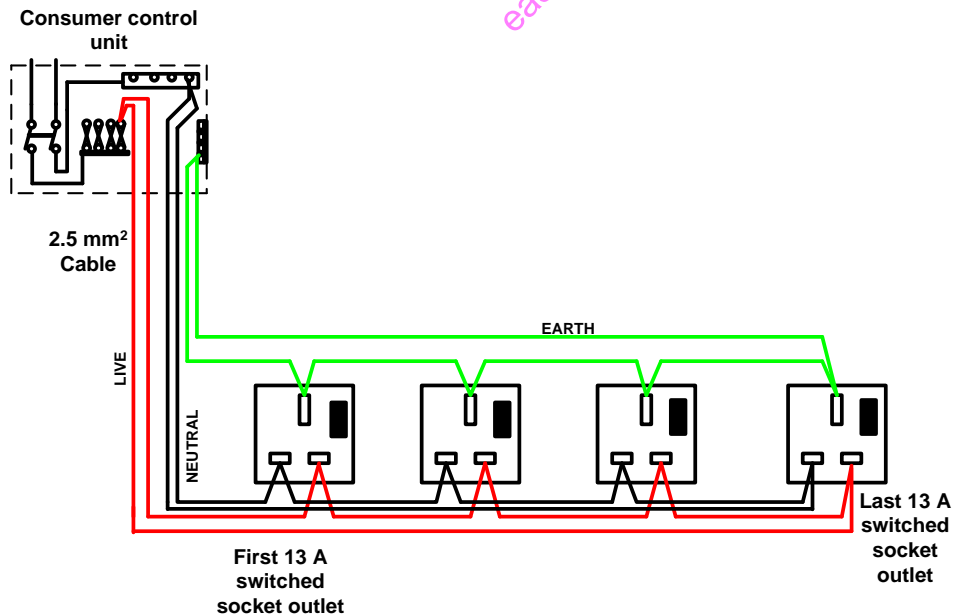 Consumer control
unit
2.5 mm²
Cable
EARTH
LIVE
NEUTRAL
First 13 A
switched
socket outlet
Last 13 A
switched
socket
outlet